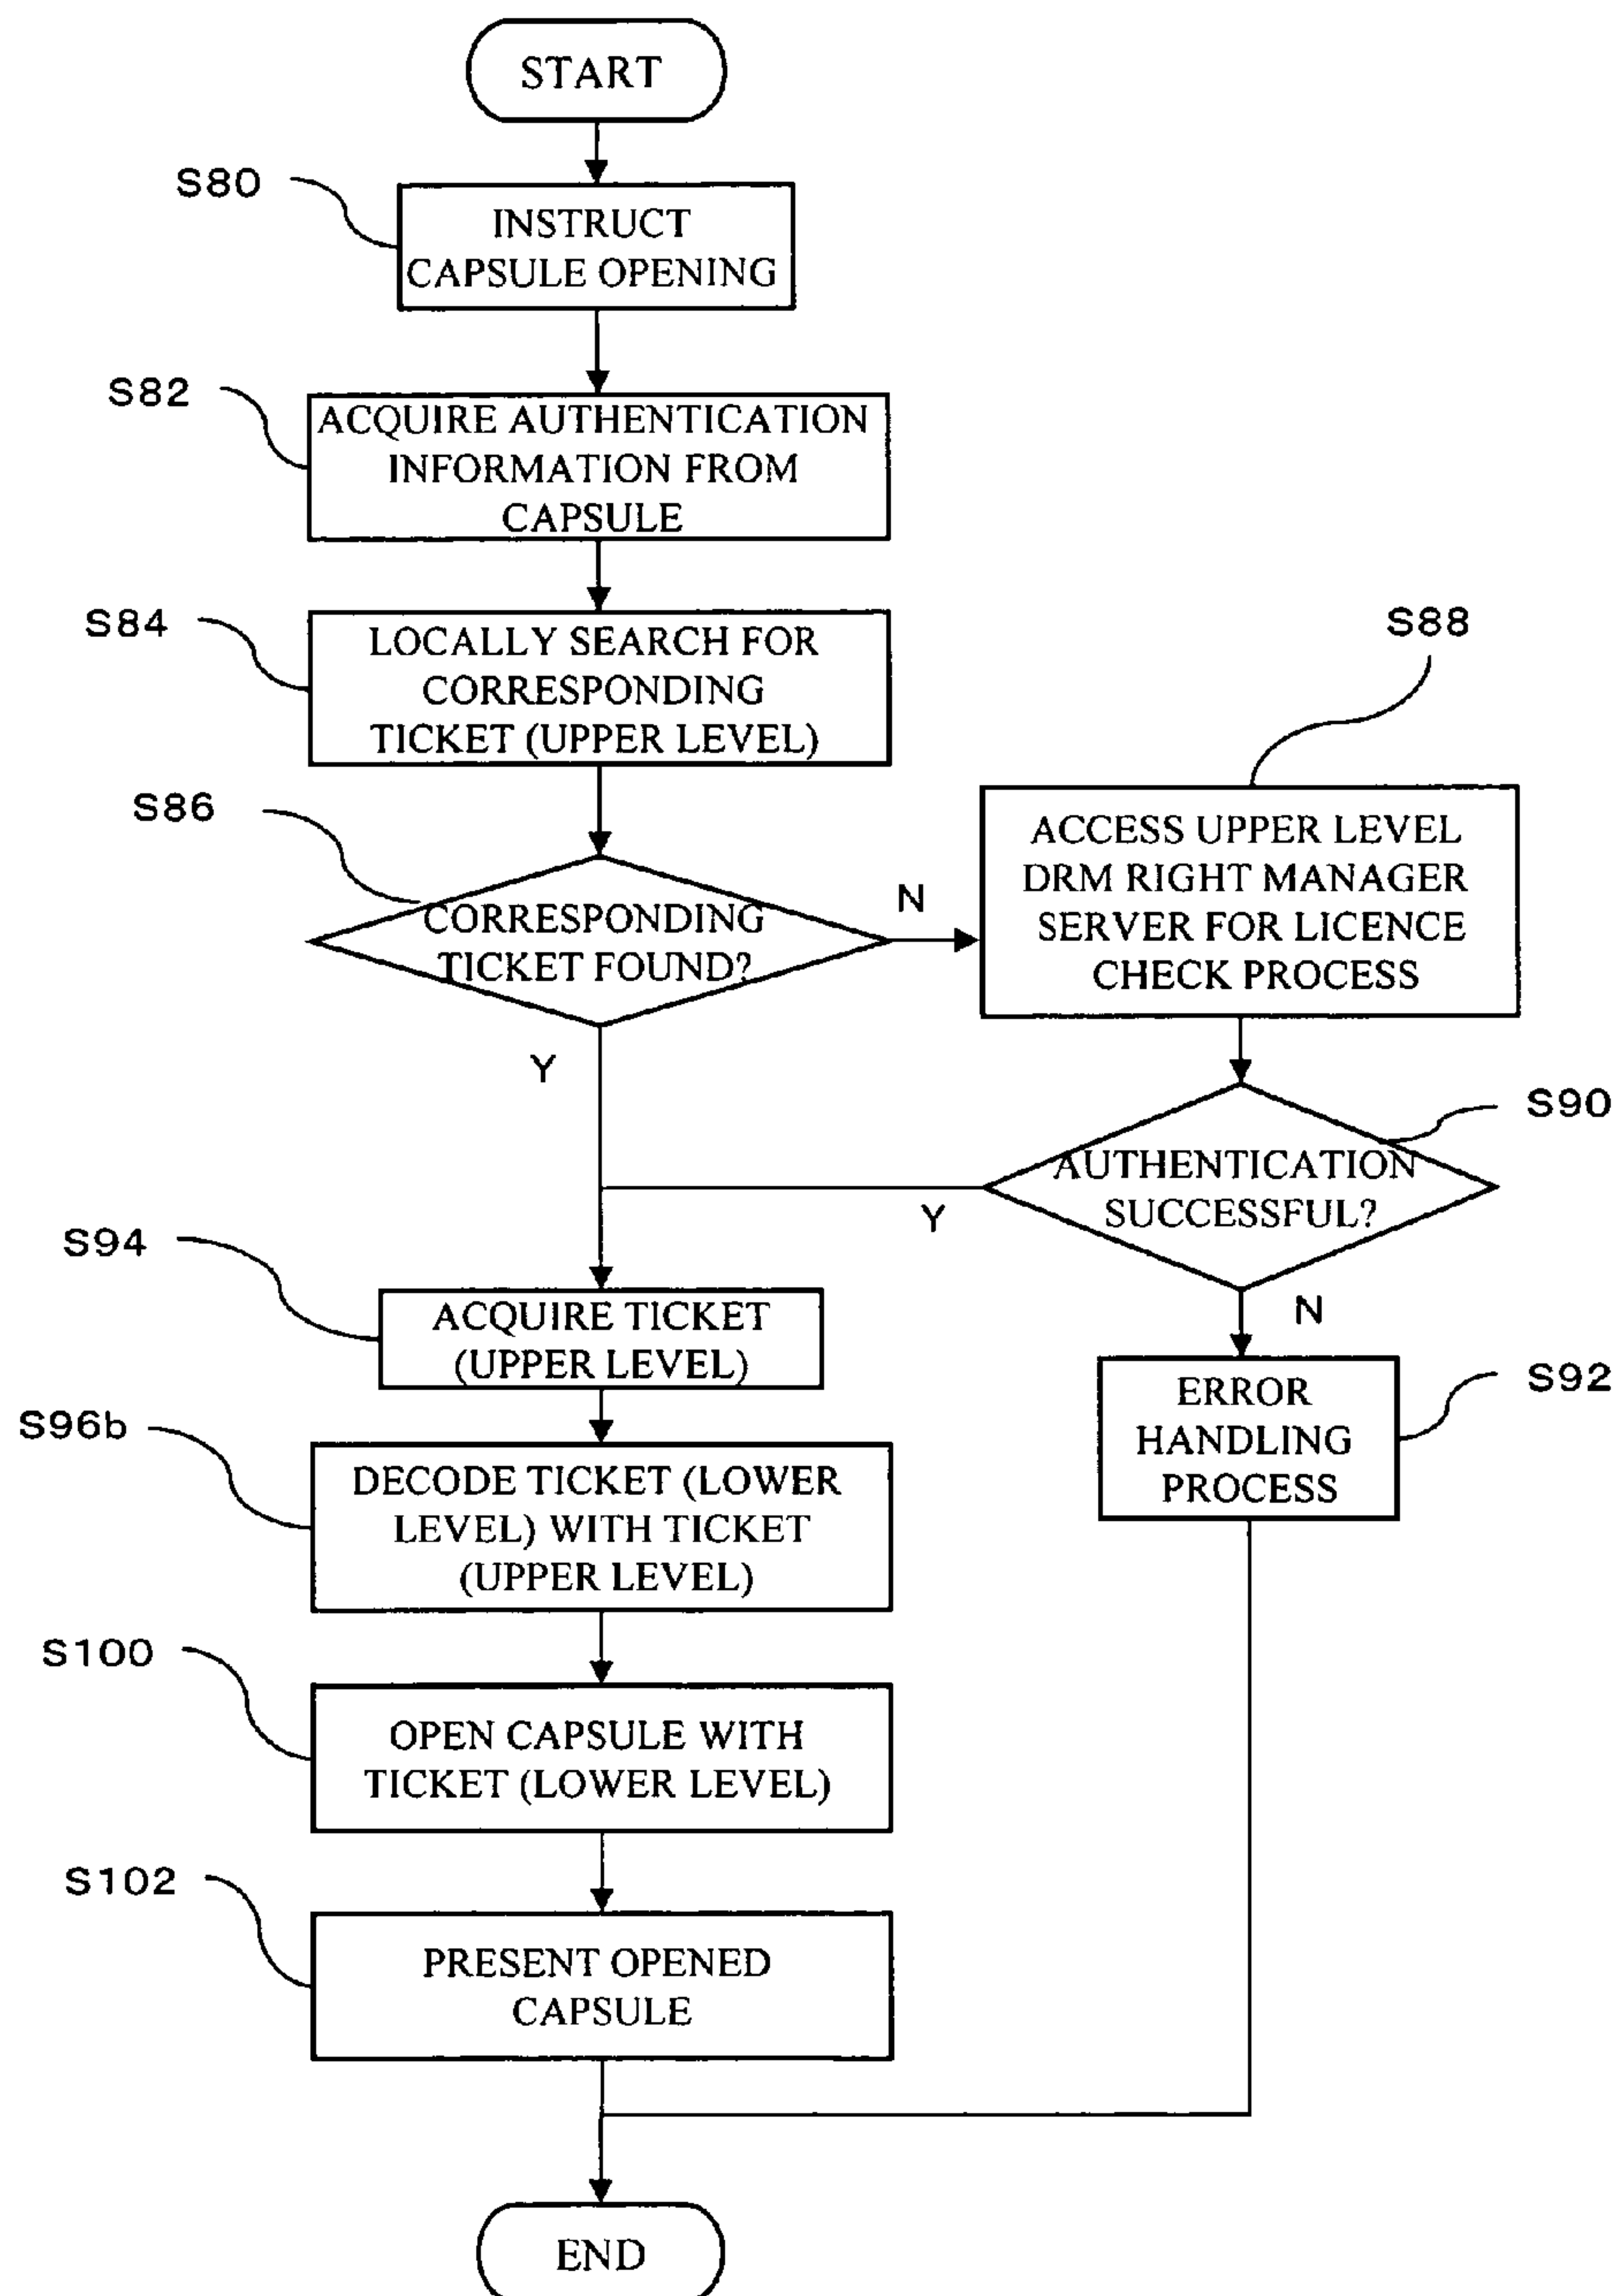 START
S80
INSTRUCT
CAPSULE OPENING
S82
ACQUIRE AUTHENTICATION
INFORMATION FROM
CAPSULE
S84
LOCALLY SEARCH FOR
CORRESPONDING
TICKET (UPPER LEVEL)
S86
CORRESPONDING
TICKET FOUND?
N
Y
S88
ACCESS UPPER LEVEL
DRM RIGHT MANAGER
SERVER FOR LICENCE
CHECK PROCESS
S90
AUTHENTICATION
SUCCESSFUL?
Y
N
S92
ERROR
HANDLING
PROCESS
S94
ACQUIRE TICKET
(UPPER LEVEL)
S96b
DECODE TICKET (LOWER
LEVEL) WITH TICKET
(UPPER LEVEL)
S100
OPEN CAPSULE WITH
TICKET (LOWER LEVEL)
S102
PRESENT OPENED
CAPSULE
END